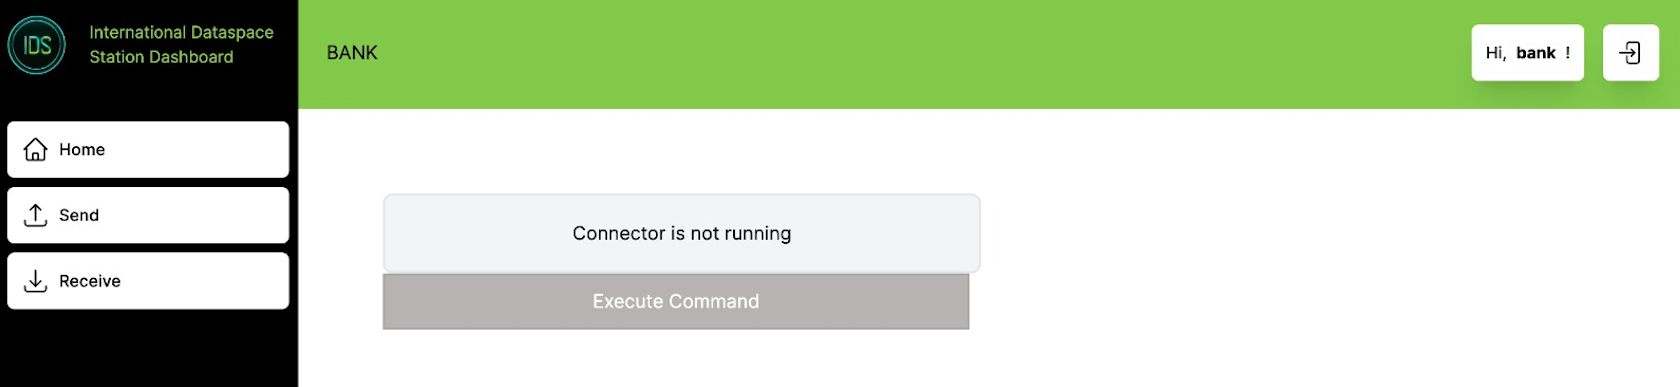 IDS
International Dataspace
Station Dashboard
BANK
Hi, bank !
Home
Send
Receive
Connector is not running
Execute Command